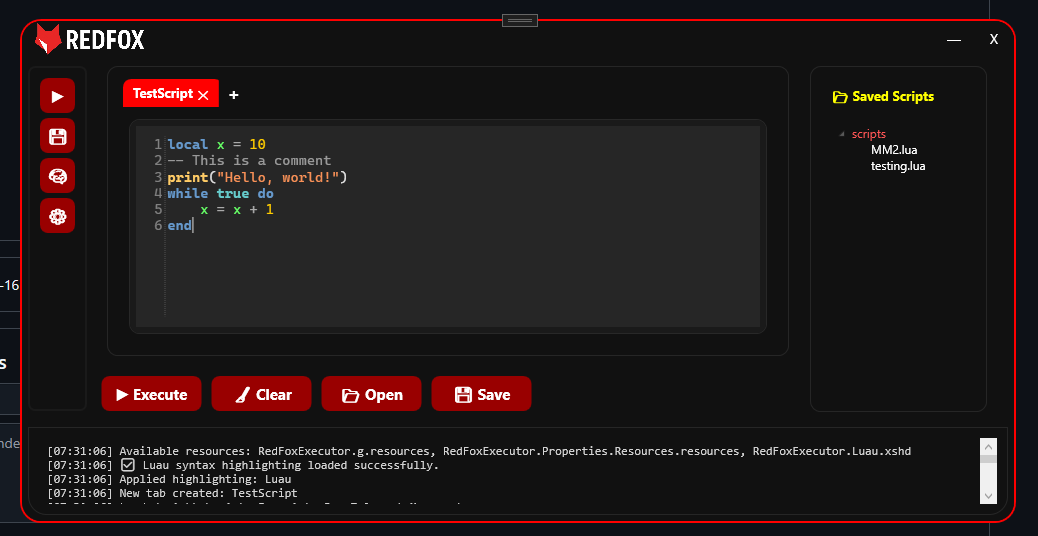 REDFOX
— X
TestScript × +
1 local x = 10
2 -- This is a comment
3 print("Hello, world!")
4 while true do
5 x = x + 1
6 end
Saved Scripts
scripts
MM2.lua
testing.lua
-16
s
nde
Execute
Clear
Open
Save
[07:31:06] Available resources: RedFoxExecutor.g.resources, RedFoxExecutor.Properties.Resources.resources, RedFoxExecutor.Luau.xshd
[07:31:06] ☑ Luau syntax highlighting loaded successfully.
[07:31:06] Applied highlighting: Luau
[07:31:06] New tab created: TestScript